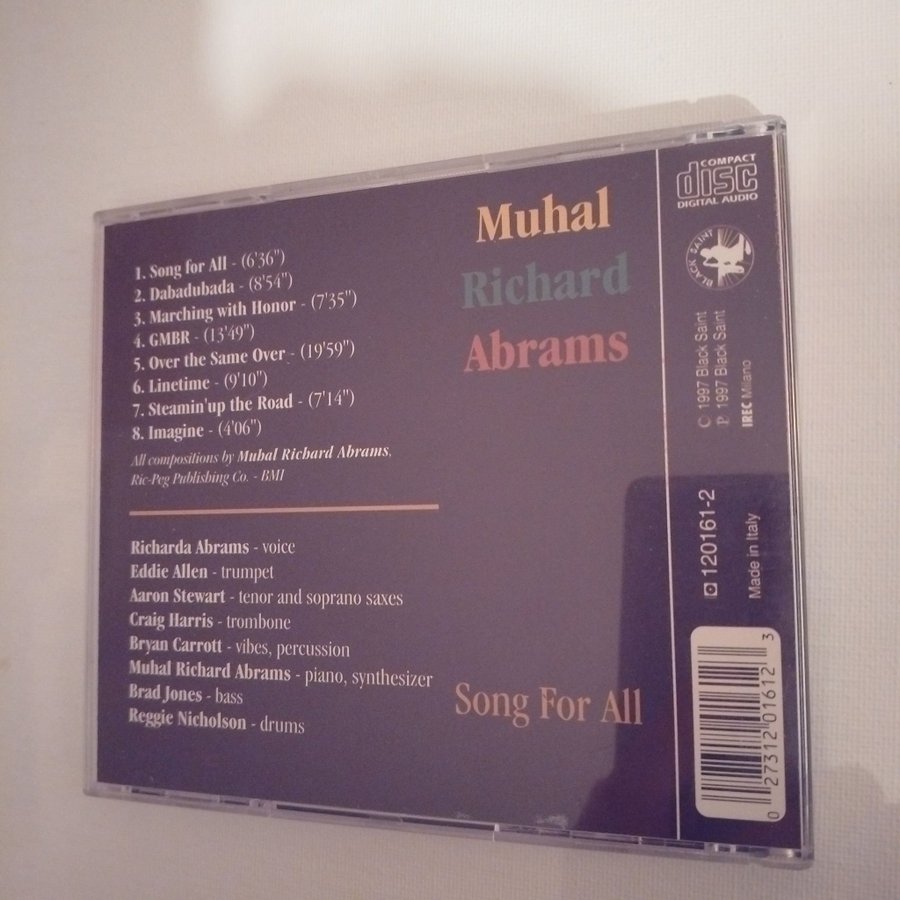 1. Song for All - (6'36")
2. Dabadubada - (8'54")
3. Marching with Honor - (7'35")
4. GMBR - (13'49")
5. Over the Same Over - (19'59")
6. Linetime - (9'10")
7. Steamin'up the Road - (7'14")
8. Imagine - (4'06")
All compositions by Muhal Richard Abrams.
Ric-Peg Publishing Co. - BMI
Richarda Abrams - voice
Eddie Allen - trumpet
Aaron Stewart - tenor and soprano saxes
Craig Harris - trombone
Bryan Carrott - vibes, percussion
Muhal Richard Abrams - piano, synthesizer
Brad Jones - bass
Reggie Nicholson - drums
Muhal
Richard
Abrams
Song For All
COMPACT
disc
DIGITAL AUDIO
BLACK SAINT
C 1997 Black Saint
P 1997 Black Saint
IREC Milano
120161-2
Made in Italy
0 27312 01612 3